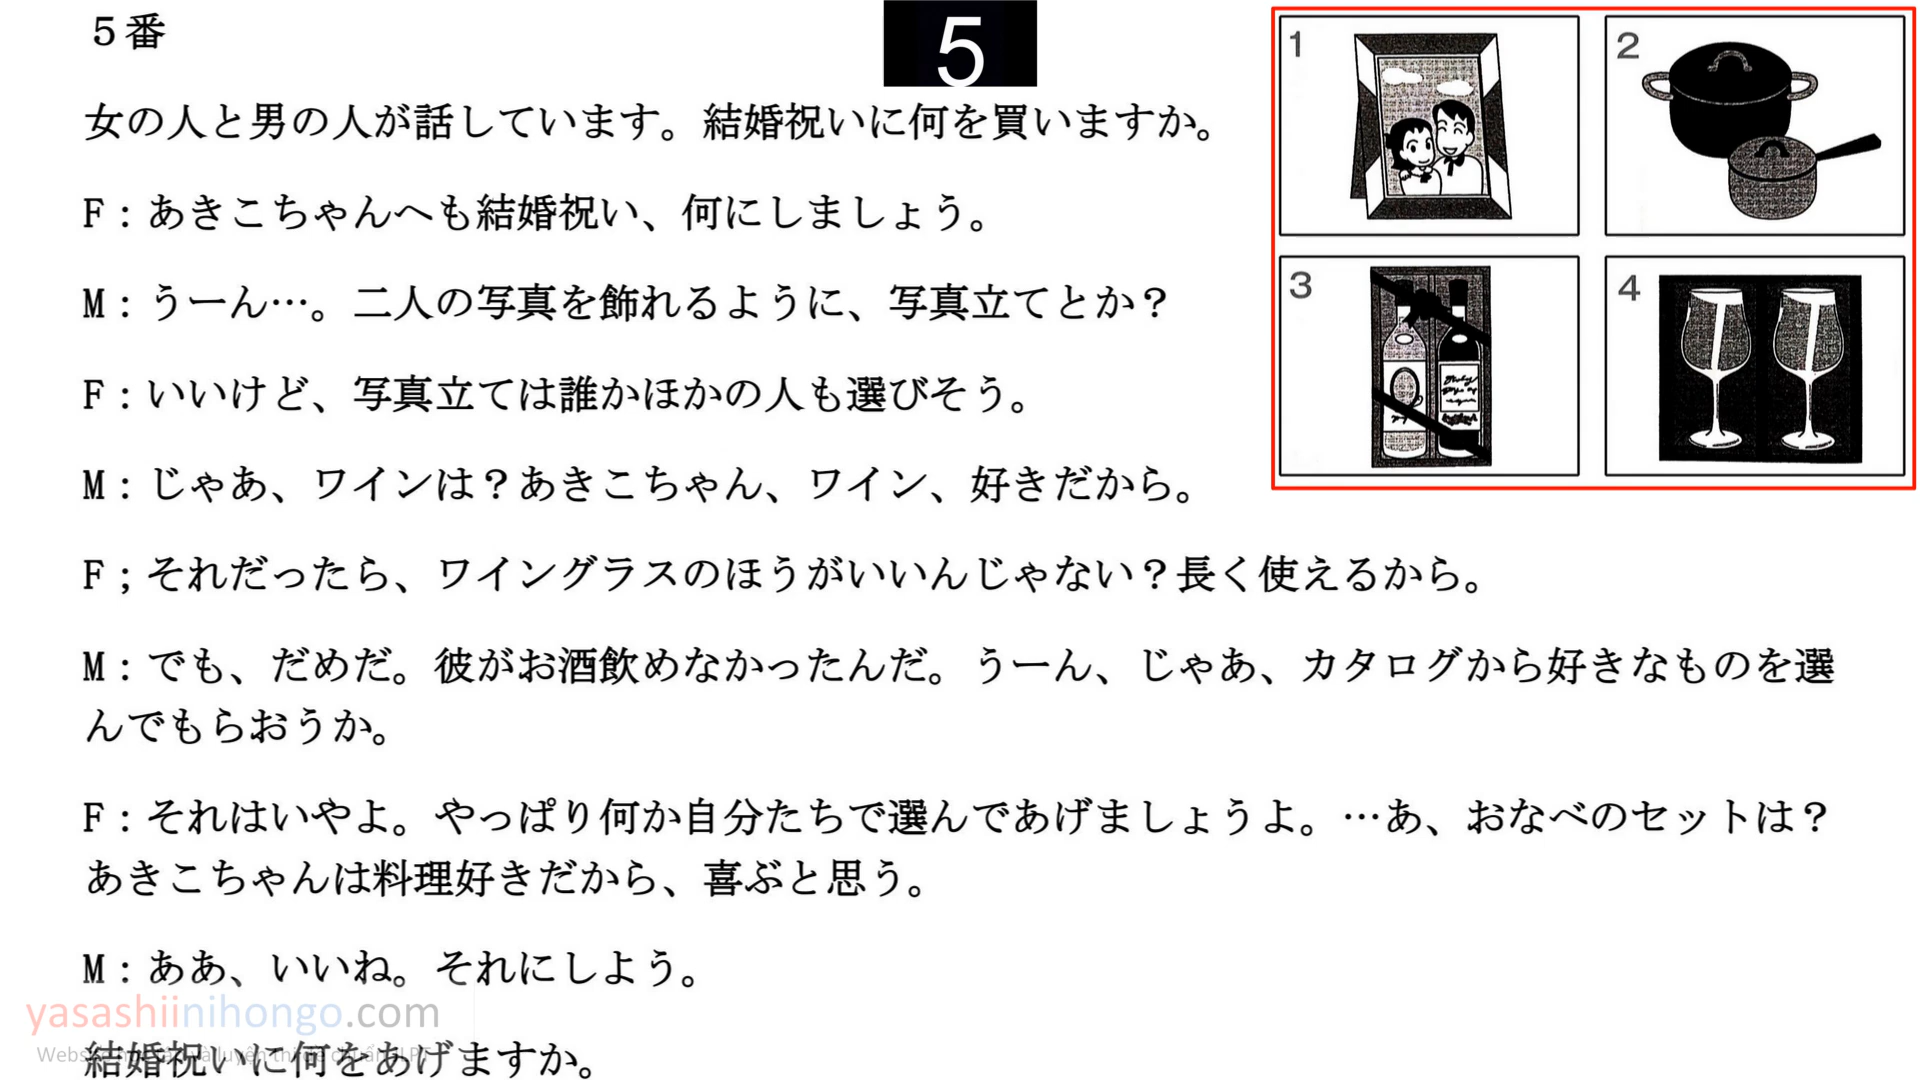 5番
5
女の人と男の人が話しています。結婚祝いに何を買いますか。
F：あきこちゃんへも結婚祝い、何にしましょう。
M：うーん…。二人の写真を飾れるように、写真立てとか？
F：いいけど、写真立ては誰かほかの人も選びそう。
M：じゃあ、ワインは？あきこちゃん、ワイン、好きだから。
F；それだったら、ワイングラスのほうがいいんじゃない？長く使えるから。
M：でも、だめだ。彼がお酒飲めなかったんだ。うーん、じゃあ、カタログから好きなものを選
んでもらおうか。
F：それはいやよ。やっぱり何か自分たちで選んであげましょうよ。…あ、おなべのセットは？
あきこちゃんは料理好きだから、喜ぶと思う。
M：ああ、いいね。それにしよう。
結婚祝いに何をあげますか。
1
2
3
4
yasashiinihongo.com